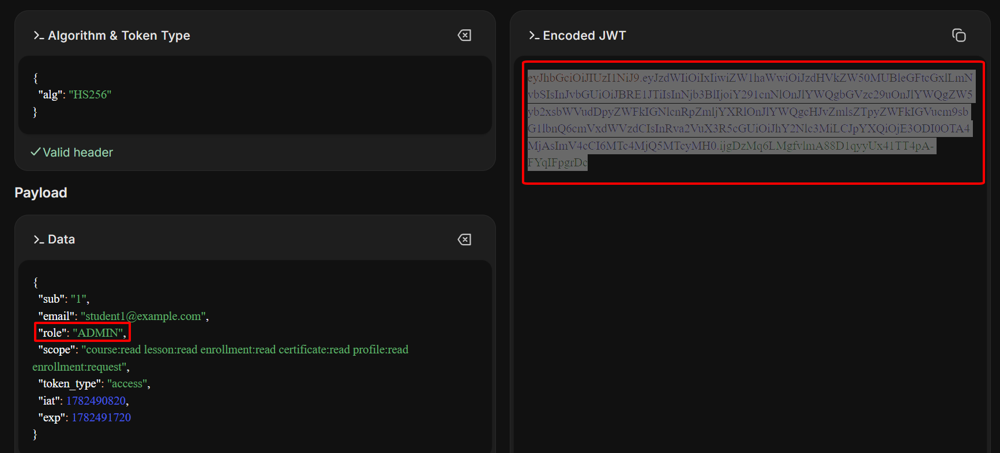 >_ Algorithm & Token Type
{
"alg": "HS256"
}
✓Valid header
Payload
>_ Data
{
"sub": "1",
"email": "student1@example.com",
"role": "ADMIN",
"scope": "course:read lesson:read enrollment:read certificate:read profile:read
enrollment:request",
"token_type": "access",
"iat": 1782490820,
"exp": 1782491720
}
>_ Encoded JWT
eyJhbGciOiJIUzI1NiJ9.eyJzdWIiOiIxIiwiZW1haWwiOiJzdHVkZW50MUBleGFtcGxlLmN
vbSIsInJvbGUiOiJBRE1JTiIsInNjb3BlIjoiY291cnNlOnJlYWQgbGVzc29uOnJlYWQgZW5
yb2xsbWVudDpyZWFkIGNlcnRpZmljYXRlOnJlYWQgcHJvZmlsZTpyZWFkIGVucm9sb
G1lbnQ6cmVxdWVzdCIsInRva2VuX3R5cGUiOiJhY2Nlc3MiLCJpYXQiOjE3ODI0OTA4
MjAsImV4cCI6MTc4MjQ5MTcyMH0.ijgDzMq6LMgfvlmA88D1qyyUx41TT4pA-
FYqIFpgrDc